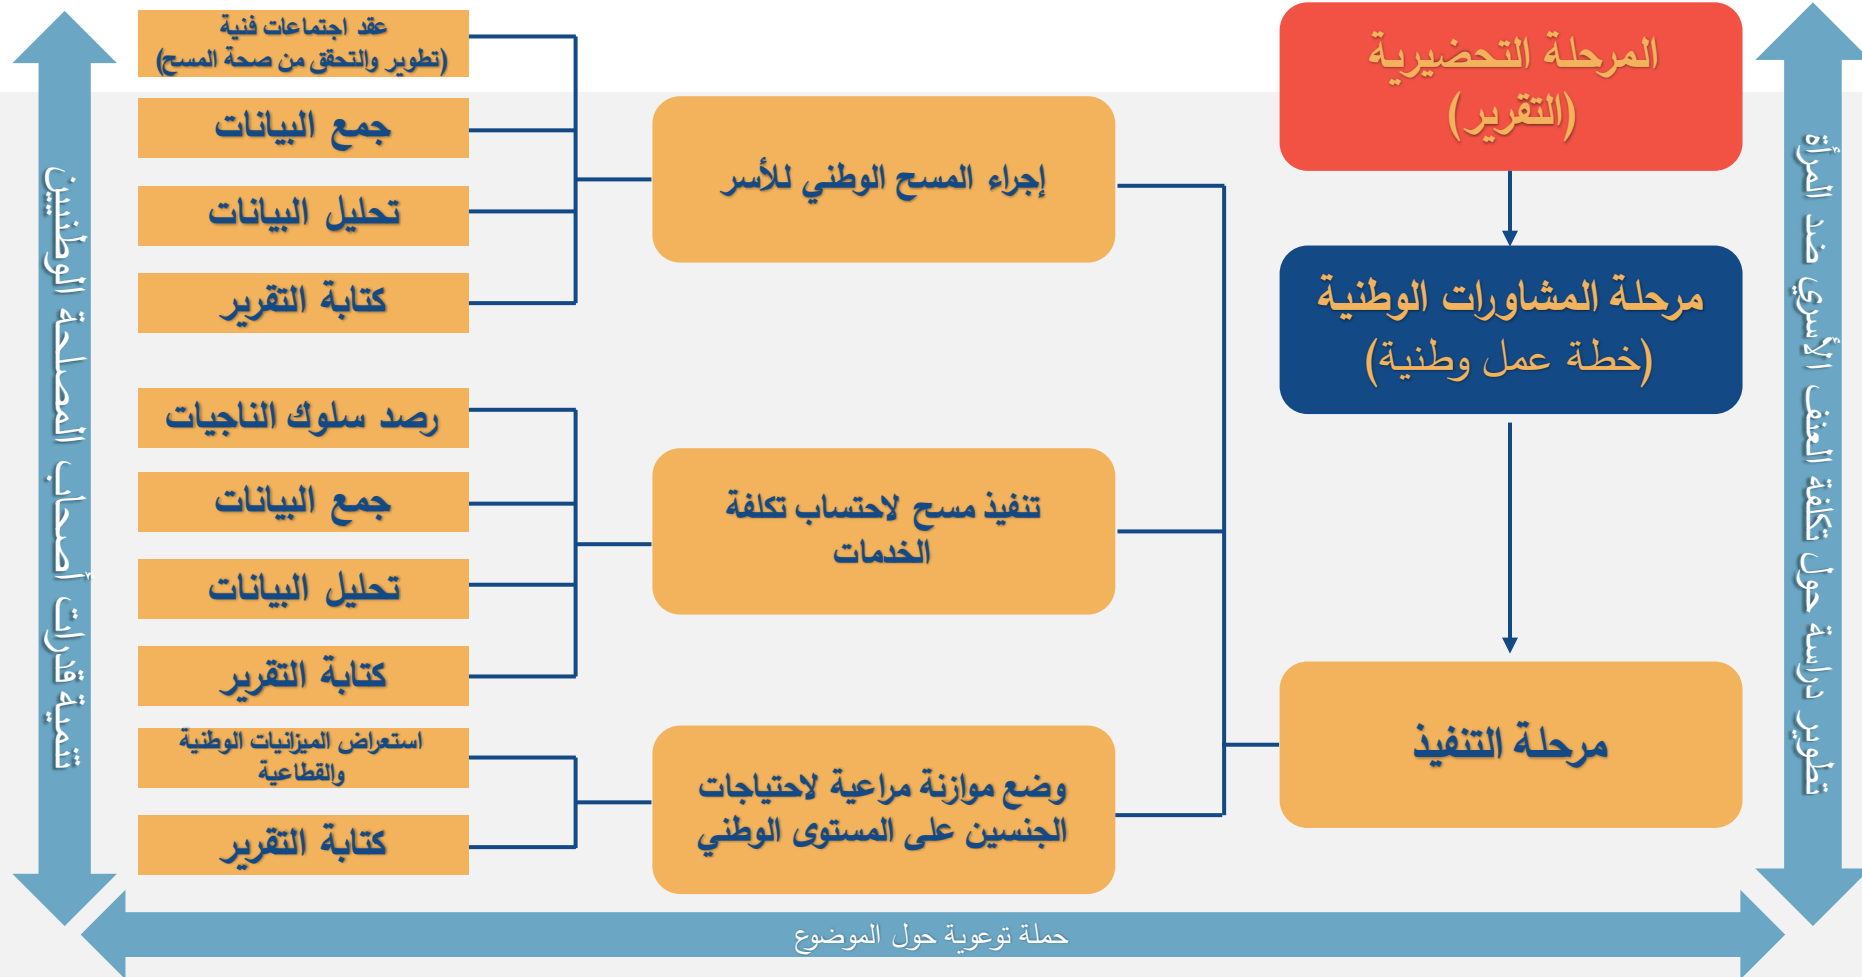 المرحلة التحضيرية
(التقرير)
مرحلة المشاورات الوطنية
(خطة عمل وطنية)
مرحلة التنفيذ
إجراء المسح الوطني للأسر
عقد اجتماعات فنية
(تطوير والتحقق من صحة المسح)
جمع البيانات
تحليل البيانات
كتابة التقرير
تنفيذ مسح لاحتساب تكلفة
الخدمات
رصد سلوك الناجيات
جمع البيانات
تحليل البيانات
كتابة التقرير
وضع موازنة مراعية لاحتياجات
الجنسين على المستوى الوطني
استعراض الميزانيات الوطنية
والقطاعية
كتابة التقرير
تطوير دراسة حول تكلفة العنف الأسري ضد المرأة
تنمية قدرات أصحاب المصلحة الوطنيين
حملة توعوية حول الموضوع